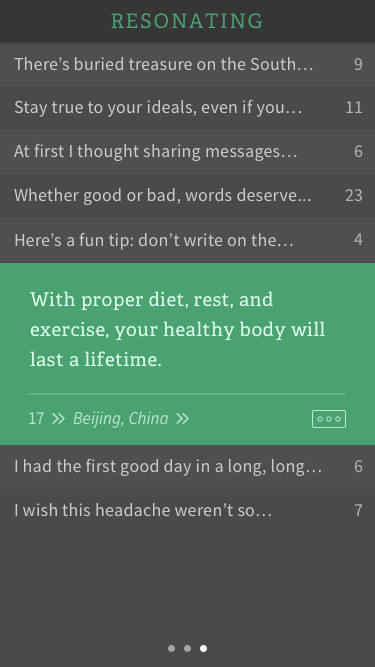 RESONATING
There’s buried treasure on the South… 9
Stay true to your ideals, even if you… 11
At first I thought sharing messages… 6
Whether good or bad, words deserve... 23
Here’s a fun tip: don’t write on the… 4
With proper diet, rest, and
exercise, your healthy body will
last a lifetime.
17 » Beijing, China »
I had the first good day in a long, long… 6
I wish this headache weren’t so… 7